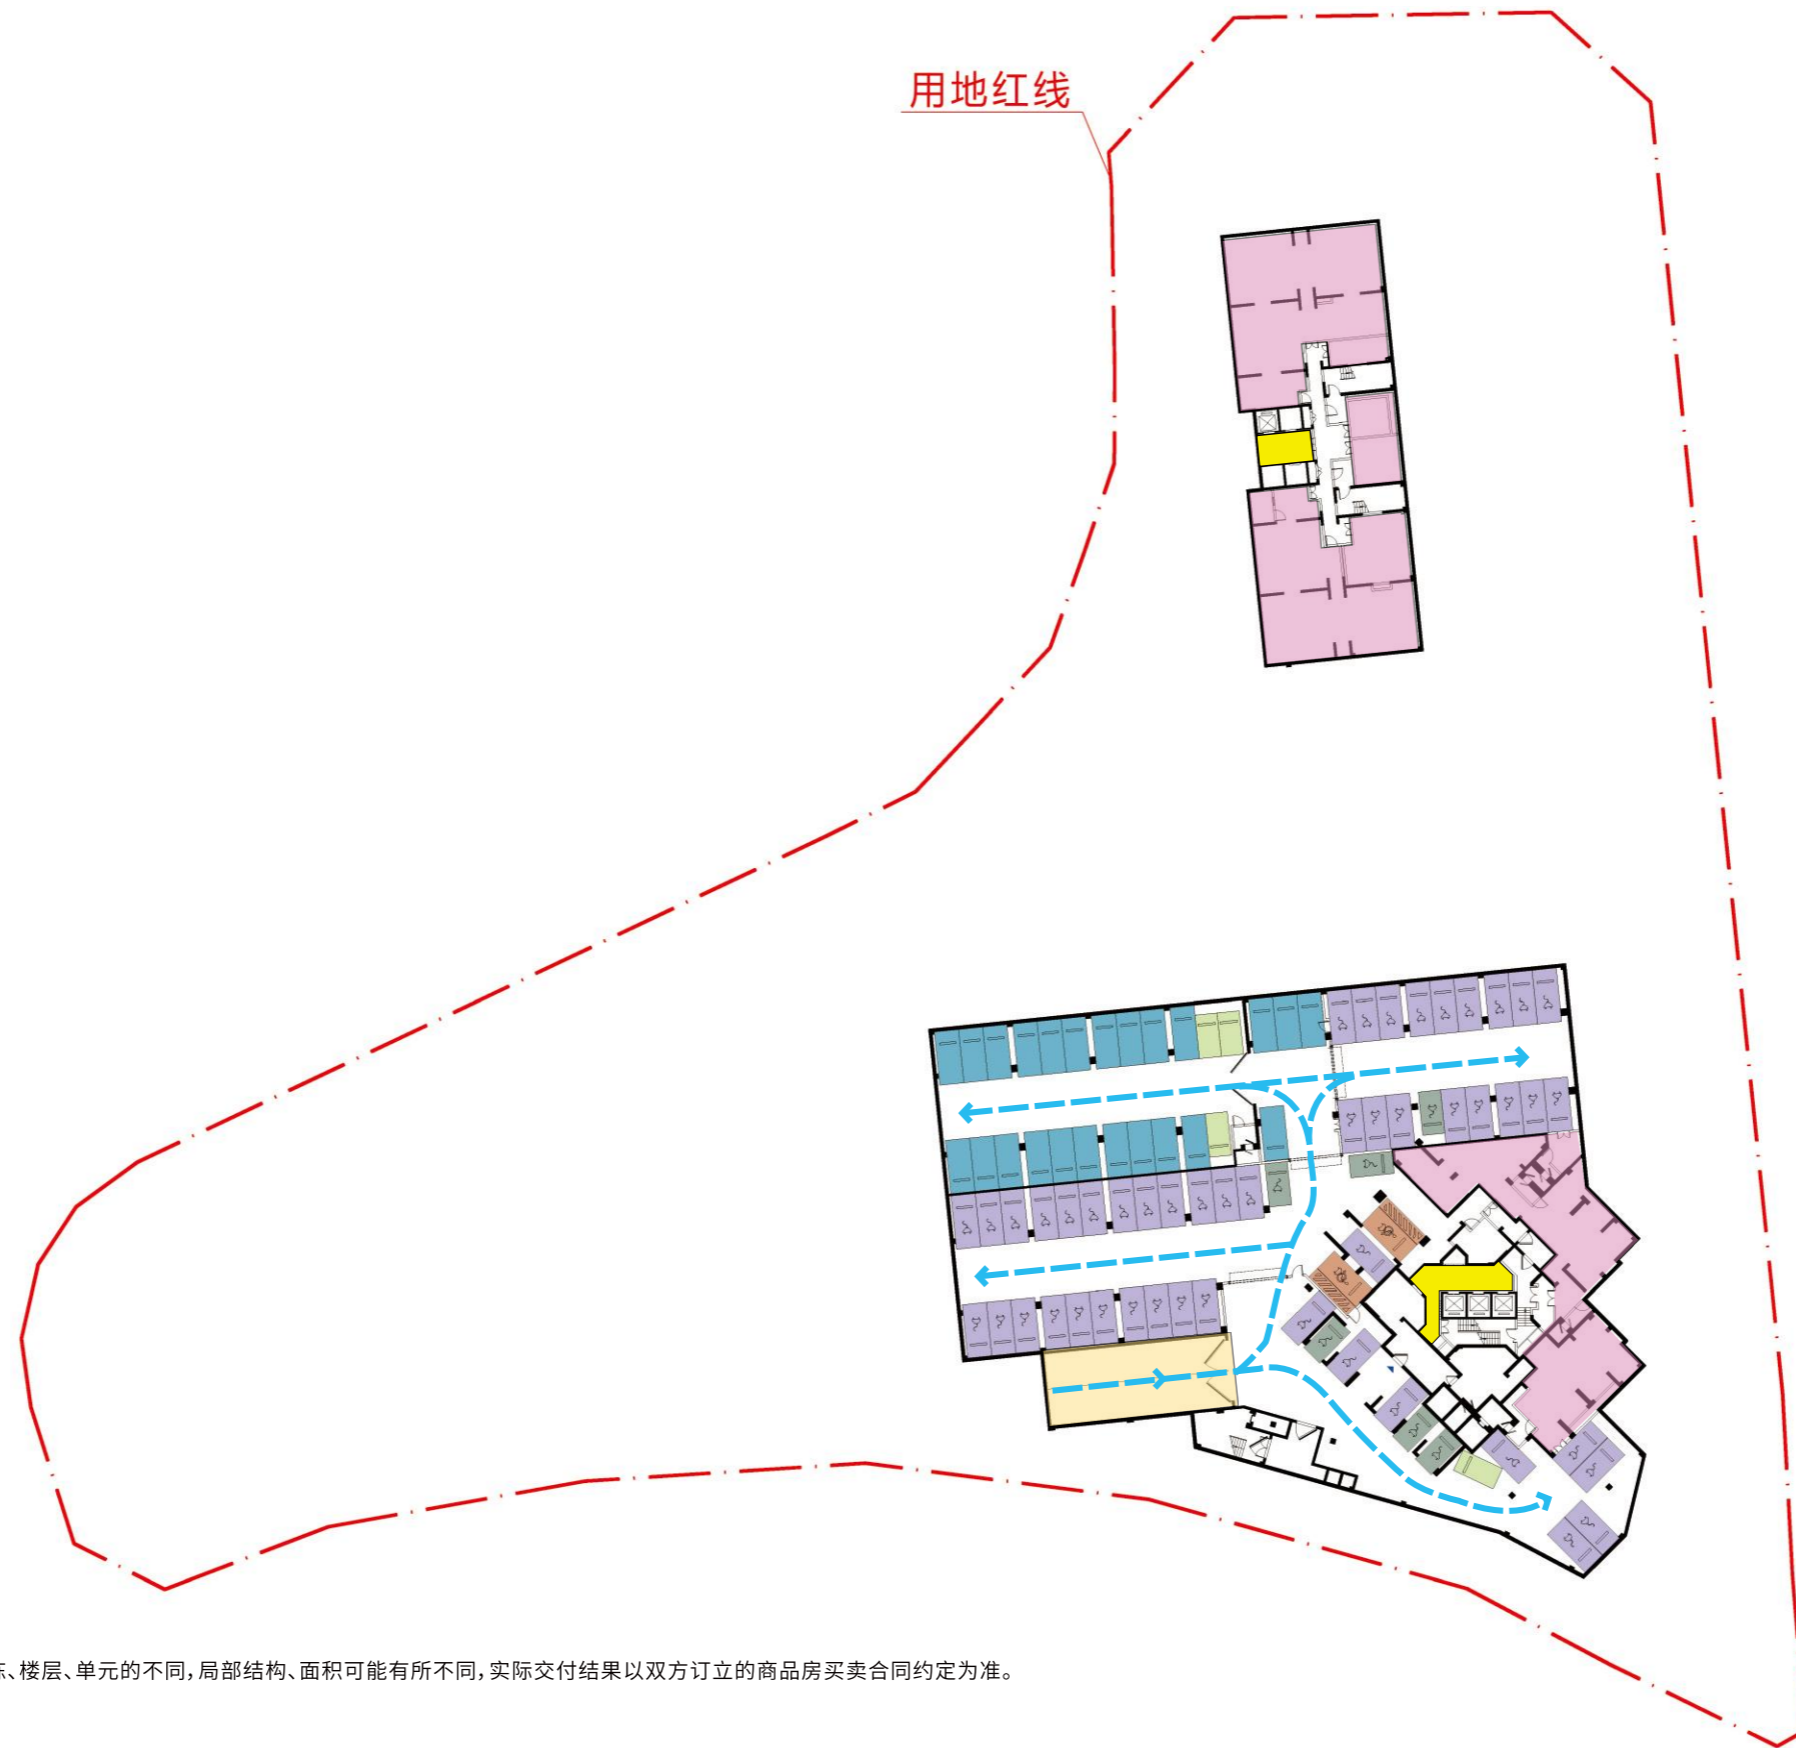 用地红线
、楼层、单元的不同，局部结构、面积可能有所不同，实际交付结果以双方订立的商品房买卖合同约定为准。